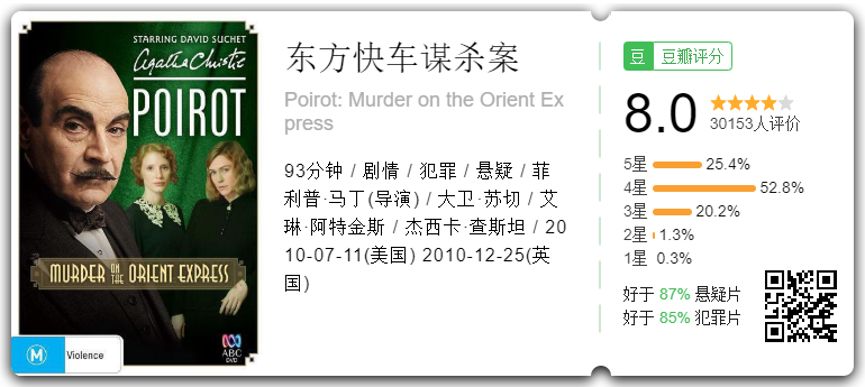 STARRING DAVID SUCHET
Agatha Christie
POIROT
MURDER ON THE ORIENT EXPRESS
M Violence
ABC
DVD
东方快车谋杀案
Poirot: Murder on the Orient Ex
press
93分钟 / 剧情 / 犯罪 / 悬疑 / 菲
利普·马丁(导演) / 大卫·苏切 / 艾
琳·阿特金斯 / 杰西卡·查斯坦 / 20
10-07-11(美国) 2010-12-25(英
国)
豆 豆瓣评分
8.0
30153人评价
5星 25.4%
4星 52.8%
3星 20.2%
2星 1.3%
1星 0.3%
好于 87% 悬疑片
好于 85% 犯罪片